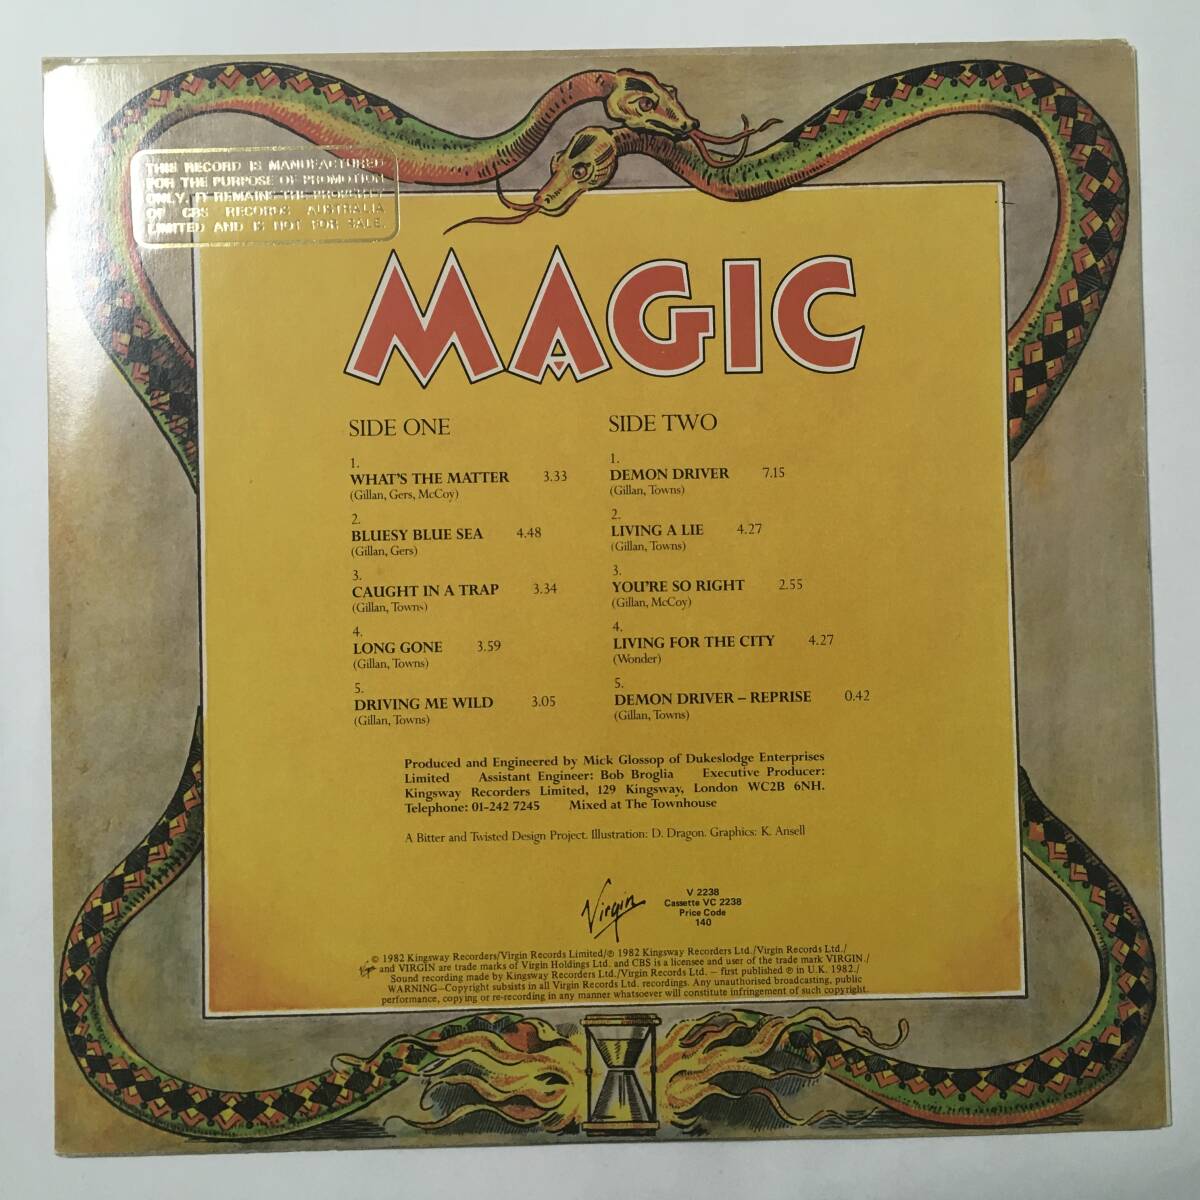 THIS RECORD IS MANUFACTURED
FOR THE PURPOSE OF PROMOTION
ONLY. IT REMAINS THE PROPERTY
OF CBS RECORDS AUSTRALIA
LIMITED AND IS NOT FOR SALE.
MAGIC
SIDE ONE
1.
WHAT'S THE MATTER 3.33
(Gillan, Gers, McCoy)
2.
BLUESY BLUE SEA 4.48
(Gillan, Gers)
3.
CAUGHT IN A TRAP 3.34
(Gillan, Towns)
4.
LONG GONE 3.59
(Gillan, Towns)
5.
DRIVING ME WILD 3.05
(Gillan, Towns)
SIDE TWO
1.
DEMON DRIVER 7.15
(Gillan, Towns)
2.
LIVING A LIE 4.27
(Gillan, Towns)
3.
YOU'RE SO RIGHT 2.55
(Gillan, McCoy)
4.
LIVING FOR THE CITY 4.27
(Wonder)
5.
DEMON DRIVER – REPRISE 0.42
(Gillan, Towns)
Produced and Engineered by Mick Glossop of Dukeslodge Enterprises
Limited Assistant Engineer: Bob Broglia Executive Producer:
Kingsway Recorders Limited, 129 Kingsway, London WC2B 6NH.
Telephone: 01-242 7245 Mixed at The Townhouse
A Bitter and Twisted Design Project. Illustration: D. Dragon. Graphics: K. Ansell
Virgin
V 2238
Cassette VC 2238
Price Code
140
© 1982 Kingsway Recorders/Virgin Records Limited/℗ 1982 Kingsway Recorders Ltd./Virgin Records Ltd./
Virgin and VIRGIN are trade marks of Virgin Holdings Ltd. and CBS is a licensee and user of the trade mark VIRGIN./
Sound recording made by Kingsway Recorders Ltd./Virgin Records Ltd. – first published ℗ in U.K. 1982./
WARNING–Copyright subsists in all Virgin Records Ltd. recordings. Any unauthorised broadcasting, public
performance, copying or re-recording in any manner whatsoever will constitute infringement of such copyright.